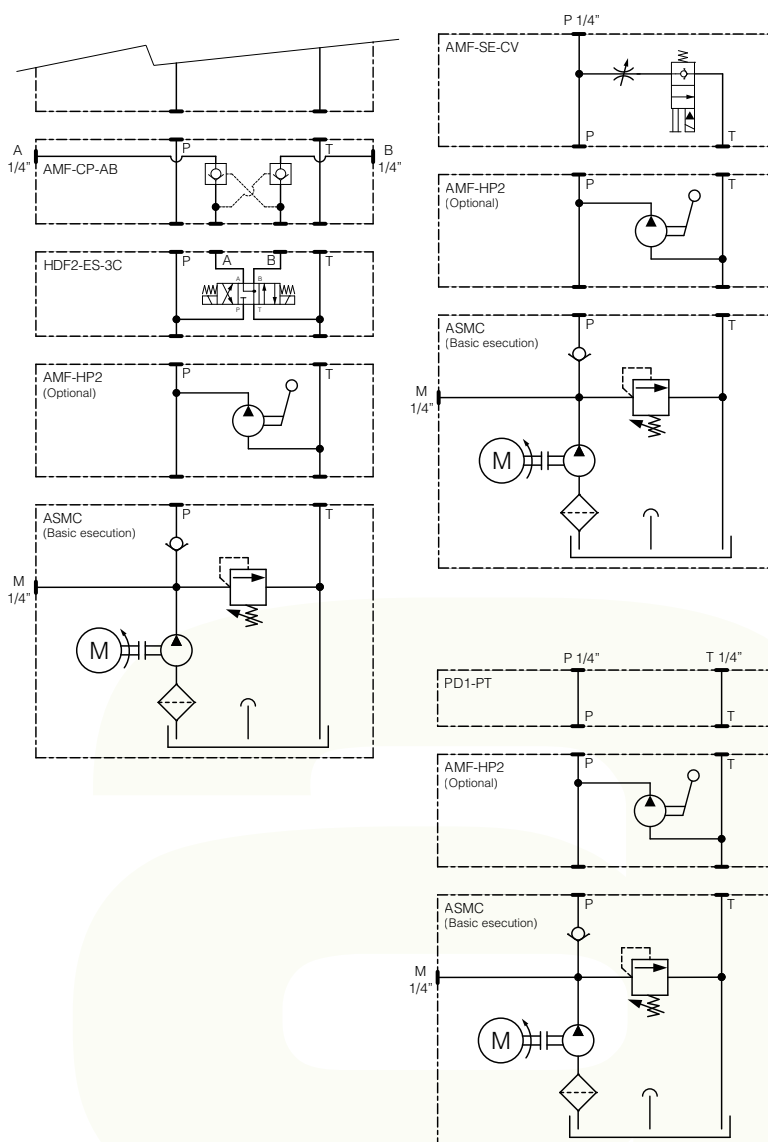 P
T
A
1/4”
AMF-CP-AB
B
1/4”
HDF2-ES-3C
P
A
B
T
A
B
P
T
AMF-HP2
(Optional)
P
T
ASMC
(Basic esecution)
P
T
M
1/4”
M
P 1/4”
AMF-SE-CV
P
T
AMF-HP2
(Optional)
P
T
ASMC
(Basic esecution)
P
T
M
1/4”
M
P 1/4”
T 1/4”
PD1-PT
P
T
AMF-HP2
(Optional)
P
T
ASMC
(Basic esecution)
P
T
M
1/4”
M